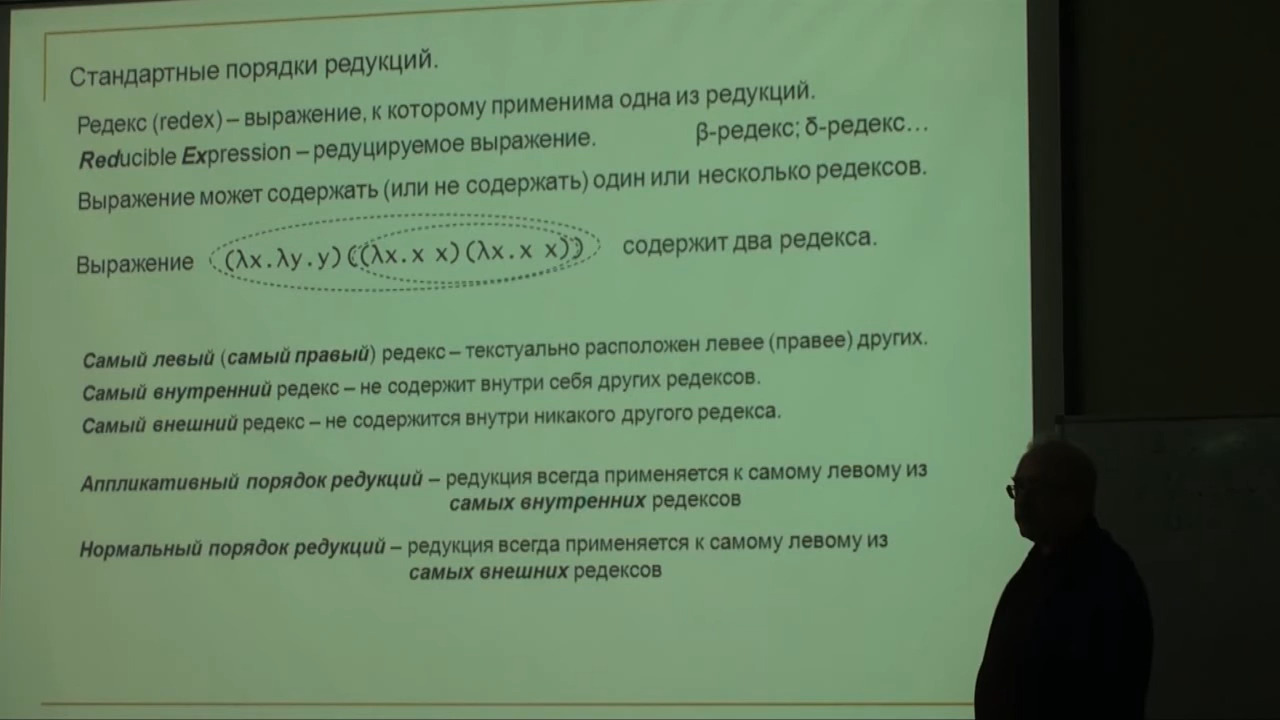 Стандартные порядки редукций.
Редекс (redex) – выражение, к которому применима одна из редукций.
Reducible Expression – редуцируемое выражение. β-редекс; δ-редекс…
Выражение может содержать (или не содержать) один или несколько редексов.
Выражение (λx.λy.y)((λx.x x)(λx.x x)) содержит два редекса.
Самый левый (самый правый) редекс – текстуально расположен левее (правее) других.
Самый внутренний редекс – не содержит внутри себя других редексов.
Самый внешний редекс – не содержится внутри никакого другого редекса.
Аппликативный порядок редукций – редукция всегда применяется к самому левому из
самых внутренних редексов
Нормальный порядок редукций – редукция всегда применяется к самому левому из
самых внешних редексов